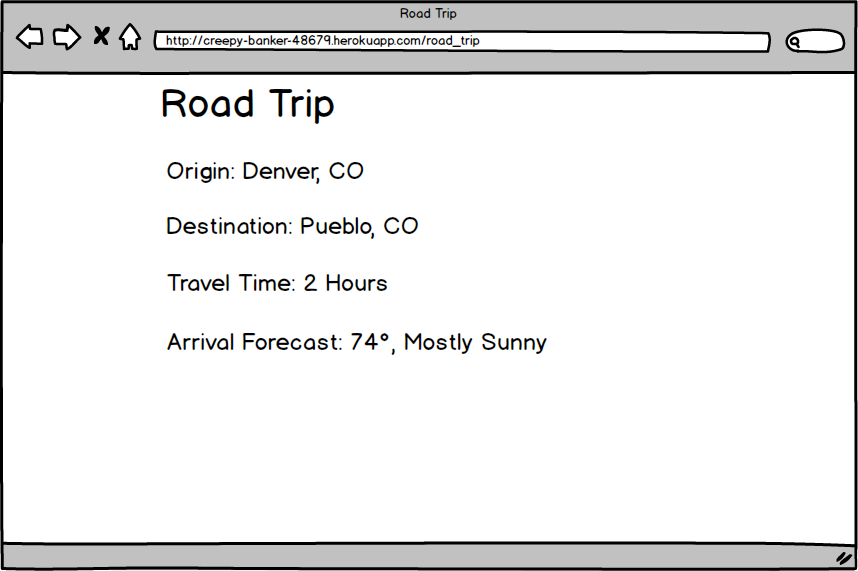 Road Trip
http://creepy-banker-48679.herokuapp.com/road_trip
Road Trip
Origin: Denver, CO
Destination: Pueblo, CO
Travel Time: 2 Hours
Arrival Forecast: 74°, Mostly Sunny